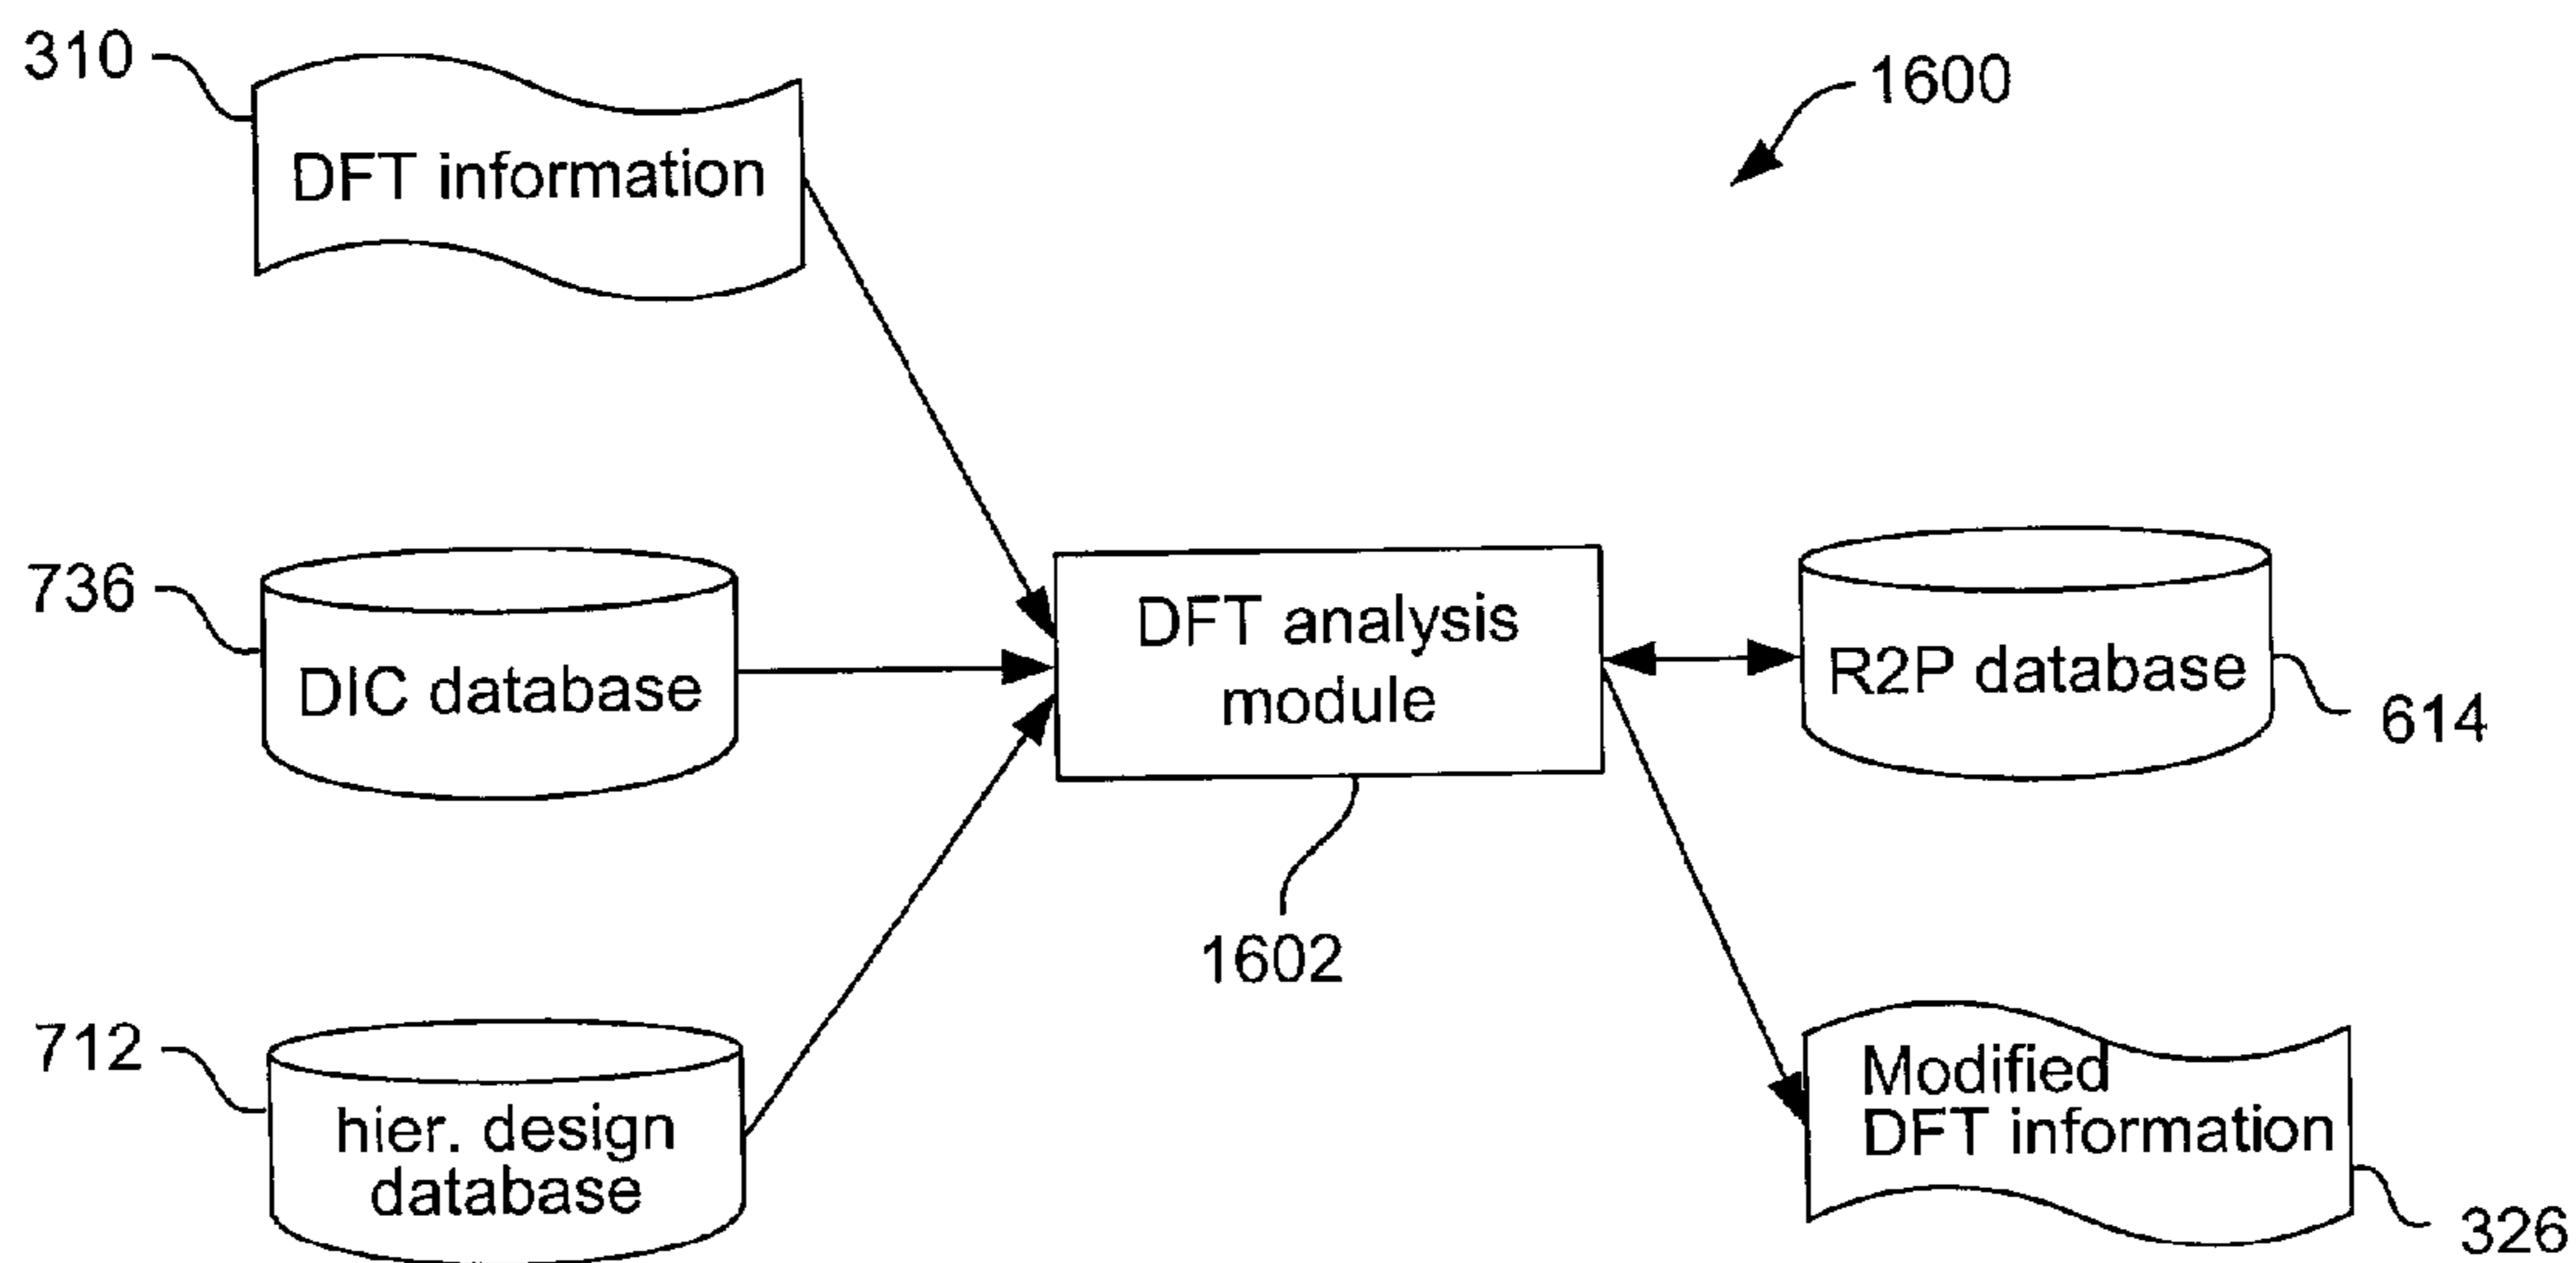 310
1600
DFT information
736
DIC database
DFT analysis
module
R2P database
614
1602
712
hier. design
database
Modified
DFT information
326